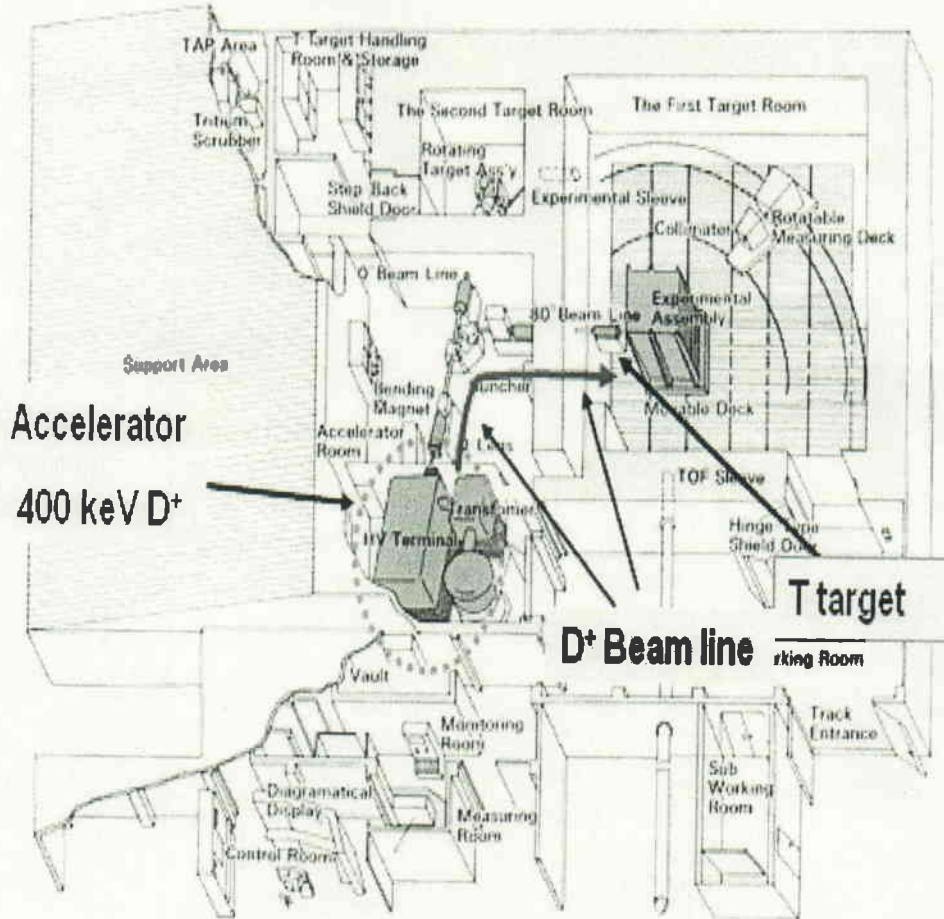 TAP Area
T-Target Handling
Room & Storage
Tritium
Scrubber
The Second Target Room
The First Target Room
Rotating
Target Ass'y
Step Back
Shield Door
Experimental Sleeve
Collimater
Rotatable
Measuring Deck
O Beam Line
80° Beam Line
Experimental
Assembly
Support Area
Bending
Magnet
Movable Deck
Accelerator
400 keV D⁺
Accelerator
Room
TOF Sleeve
Transformer
HV Terminal
Hinge Type
Shield Door
T target
D⁺ Beam line
rking Room
Vault
Monitoring
Room
Track
Entrance
Diagramatical
Display
Measuring
Room
Sub
Working
Room
Control Room